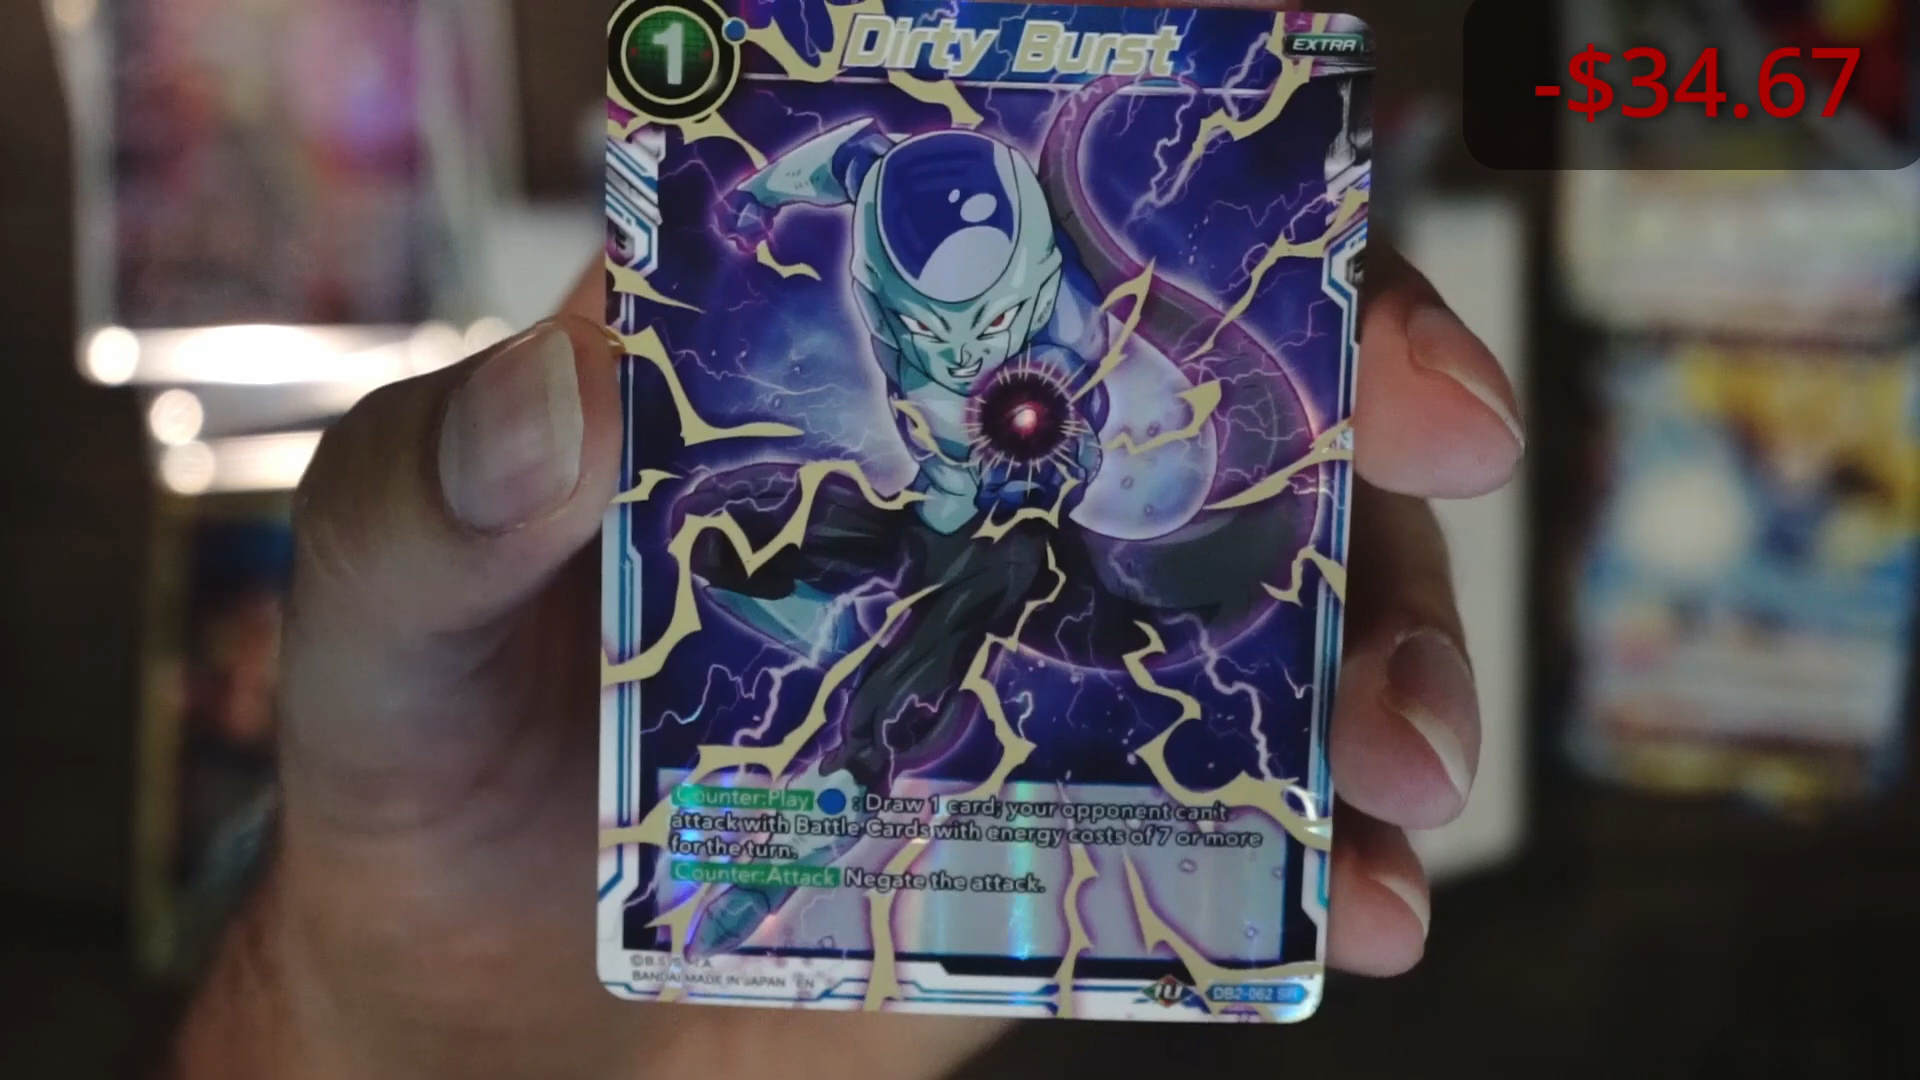 1
Dirty Burst
EXTRA
-$34.67
Counter:Play : Draw 1 card; your opponent can't
attack with Battle Cards with energy costs of 7 or more
for the turn.
Counter:Attack Negate the attack.
BANDAI MADE IN JAPAN EN
DB2-062 SR